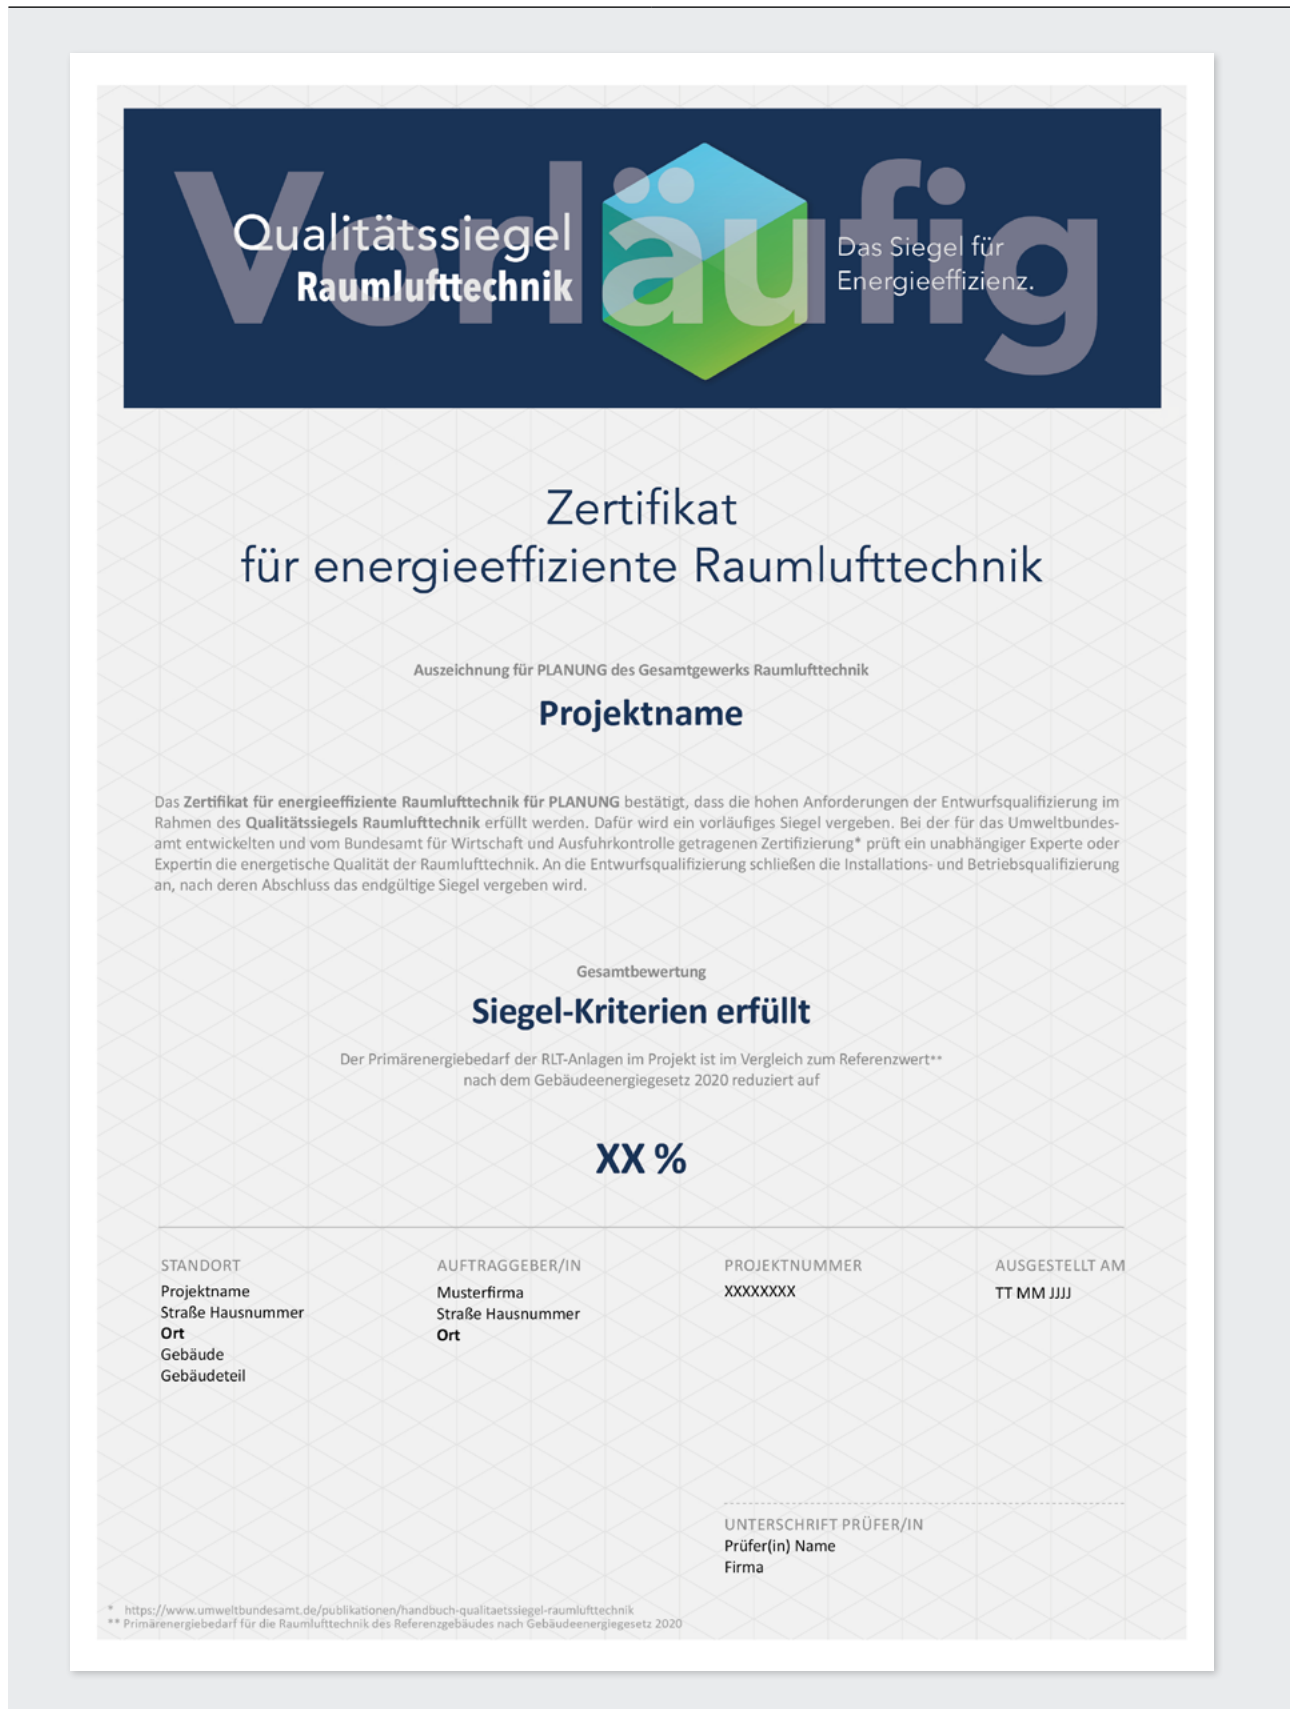 Vorläufig
Qualitätssiegel
Raumlufttechnik
Das Siegel für
Energieeffizienz.
Zertifikat
für energieeffiziente Raumlufttechnik
Auszeichnung für PLANUNG des Gesamtgewerks Raumlufttechnik
Projektname
Das Zertifikat für energieeffiziente Raumlufttechnik für PLANUNG bestätigt, dass die hohen Anforderungen der Entwurfsqualifizierung im
Rahmen des Qualitätssiegels Raumlufttechnik erfüllt werden. Dafür wird ein vorläufiges Siegel vergeben. Bei der für das Umweltbundes-
amt entwickelten und vom Bundesamt für Wirtschaft und Ausfuhrkontrolle getragenen Zertifizierung* prüft ein unabhängiger Experte oder
Expertin die energetische Qualität der Raumlufttechnik. An die Entwurfsqualifizierung schließen die Installations- und Betriebsqualifizierung
an, nach deren Abschluss das endgültige Siegel vergeben wird.
Gesamtbewertung
Siegel-Kriterien erfüllt
Der Primärenergiebedarf der RLT-Anlagen im Projekt ist im Vergleich zum Referenzwert**
nach dem Gebäudeenergiegesetz 2020 reduziert auf
XX %
STANDORT
Projektname
Straße Hausnummer
Ort
Gebäude
Gebäudeteil
AUFTRAGGEBER/IN
Musterfirma
Straße Hausnummer
Ort
PROJEKTNUMMER
XXXXXXXX
AUSGESTELLT AM
TT MM JJJJ
UNTERSCHRIFT PRÜFER/IN
Prüfer(in) Name
Firma
* https://www.umweltbundesamt.de/publikationen/handbuch-qualitaetssiegel-raumlufttechnik
** Primärenergiebedarf für die Raumlufttechnik des Referenzgebäudes nach Gebäudeenergiegesetz 2020